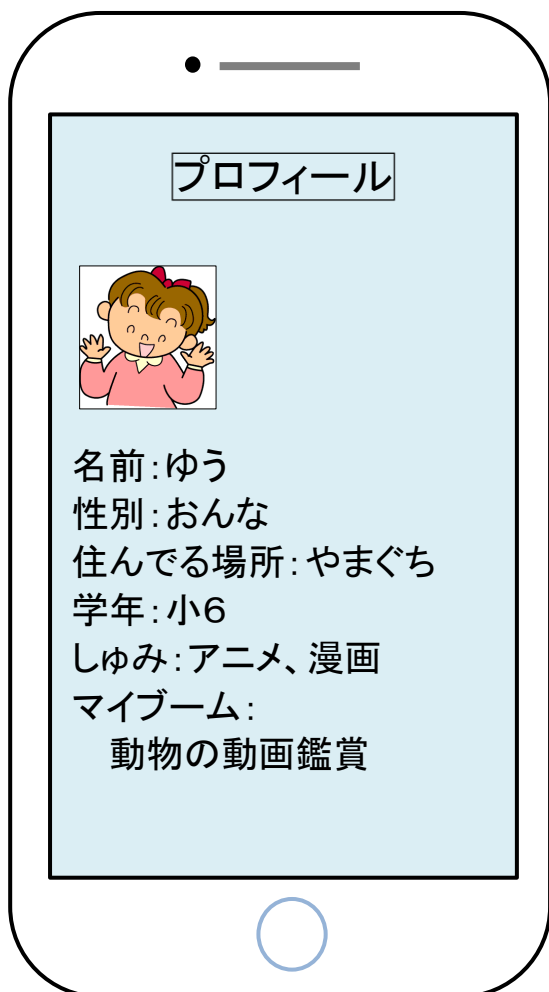 プロフィール
名前：ゆう
性別：おんな
住んでる場所：やまぐち
学年：小６
しゅみ：アニメ、漫画
マイブーム：
動物の動画鑑賞